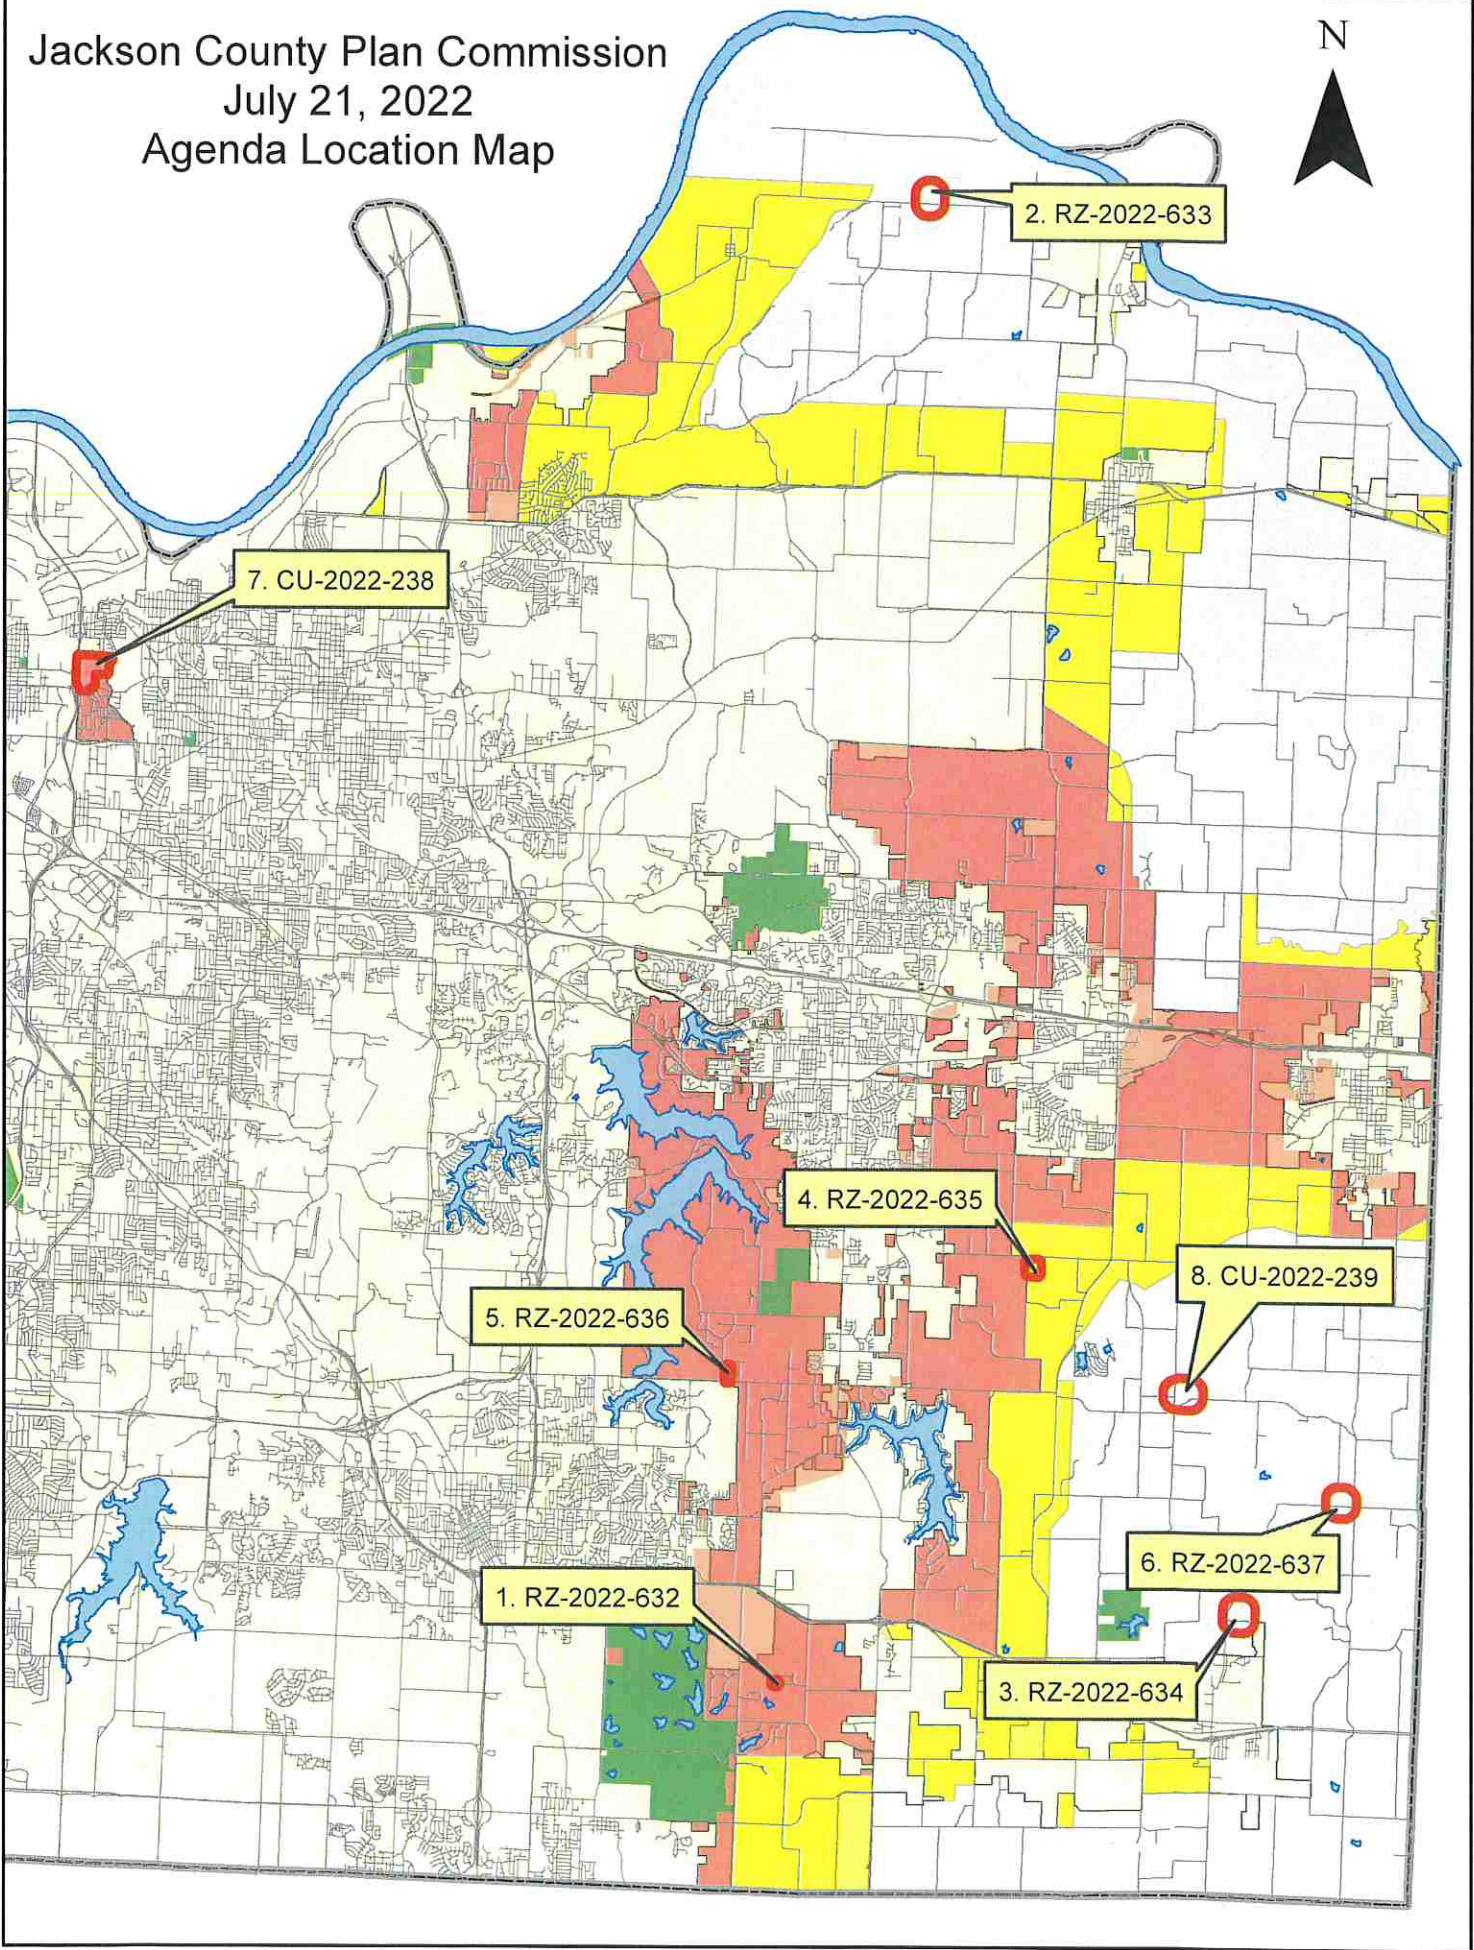 Jackson County Plan Commission
July 21, 2022
Agenda Location Map
N
2. RZ-2022-633
7. CU-2022-238
4. RZ-2022-635
8. CU-2022-239
5. RZ-2022-636
6. RZ-2022-637
1. RZ-2022-632
3. RZ-2022-634